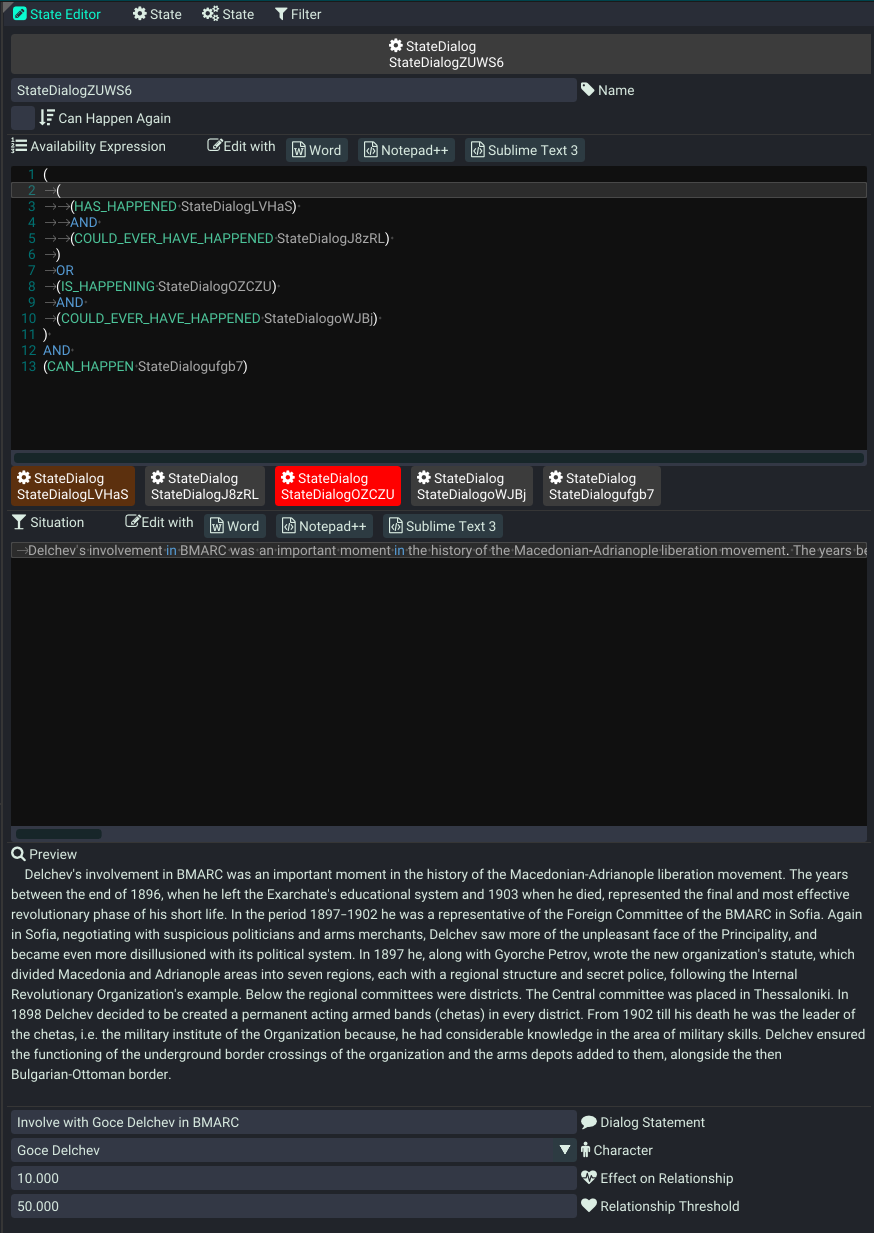 State Editor State State Filter
StateDialog
StateDialogZUWS6
StateDialogZUWS6 Name
Can Happen Again
Availability Expression Edit with Word Notepad++ Sublime Text 3
1 (
2 (
3 (HAS_HAPPENED StateDialogLVHaS)
4 AND
5 (COULD_EVER_HAVE_HAPPENED StateDialogJ8zRL)
6 )
7 OR
8 (IS_HAPPENING StateDialogOZCZU)
9 AND
10 (COULD_EVER_HAVE_HAPPENED StateDialogoWJBj)
11 )
12 AND
13 (CAN_HAPPEN StateDialogufgb7)
StateDialog StateDialog StateDialog StateDialog StateDialog
StateDialogLVHaS StateDialogJ8zRL StateDialogOZCZU StateDialogoWJBj StateDialogufgb7
Situation Edit with Word Notepad++ Sublime Text 3
Delchev's involvement in BMARC was an important moment in the history of the Macedonian-Adrianople liberation movement. The years be
Preview
Delchev's involvement in BMARC was an important moment in the history of the Macedonian-Adrianople liberation movement. The years
between the end of 1896, when he left the Exarchate's educational system and 1903 when he died, represented the final and most effective
revolutionary phase of his short life. In the period 1897–1902 he was a representative of the Foreign Committee of the BMARC in Sofia. Again
in Sofia, negotiating with suspicious politicians and arms merchants, Delchev saw more of the unpleasant face of the Principality, and
became even more disillusioned with its political system. In 1897 he, along with Gyorche Petrov, wrote the new organization's statute, which
divided Macedonia and Adrianople areas into seven regions, each with a regional structure and secret police, following the Internal
Revolutionary Organization's example. Below the regional committees were districts. The Central committee was placed in Thessaloniki. In
1898 Delchev decided to be created a permanent acting armed bands (chetas) in every district. From 1902 till his death he was the leader of
the chetas, i.e. the military institute of the Organization because, he had considerable knowledge in the area of military skills. Delchev ensured
the functioning of the underground border crossings of the organization and the arms depots added to them, alongside the then
Bulgarian-Ottoman border.
Involve with Goce Delchev in BMARC Dialog Statement
Goce Delchev Character
10.000 Effect on Relationship
50.000 Relationship Threshold